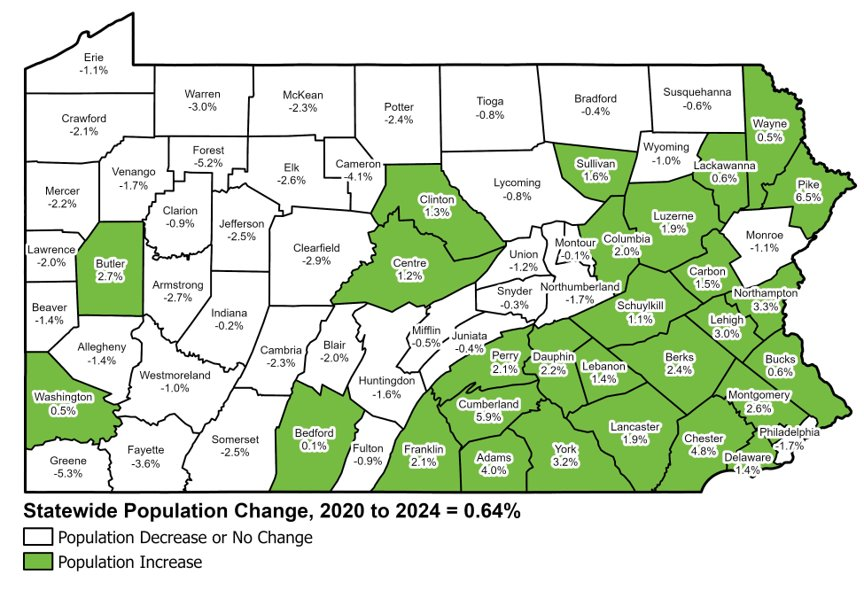 Erie
-1.1%
Warren
-3.0%
McKean
-2.3%
Potter
-2.4%
Tioga
-0.8%
Bradford
-0.4%
Susquehanna
-0.6%
Wayne
0.5%
Crawford
-2.1%
Forest
-5.2%
Venango
-1.7%
Elk
-2.6%
Cameron
-4.1%
Sullivan
1.6%
Wyoming
-1.0%
Lackawanna
0.6%
Pike
6.5%
Mercer
-2.2%
Clarion
-0.9%
Jefferson
-2.5%
Clinton
1.3%
Lycoming
-0.8%
Luzerne
1.9%
Monroe
-1.1%
Lawrence
-2.0%
Butler
2.7%
Clearfield
-2.9%
Centre
1.2%
Union
-1.2%
Montour
-0.1%
Columbia
2.0%
Carbon
1.5%
Armstrong
-2.7%
Beaver
-1.4%
Indiana
-0.2%
Snyder
-0.3%
Northumberland
-1.7%
Schuylkill
1.1%
Northampton
3.3%
Lehigh
3.0%
Allegheny
-1.4%
Cambria
-2.3%
Blair
-2.0%
Mifflin
-0.5%
Juniata
-0.4%
Perry
2.1%
Dauphin
2.2%
Lebanon
1.4%
Berks
2.4%
Bucks
0.6%
Westmoreland
-1.0%
Huntingdon
-1.6%
Washington
0.5%
Cumberland
5.9%
Montgomery
2.6%
Bedford
0.1%
Lancaster
1.9%
Philadelphia
-1.7%
Greene
-5.3%
Fayette
-3.6%
Somerset
-2.5%
Fulton
-0.9%
Franklin
2.1%
Adams
4.0%
York
3.2%
Chester
4.8%
Delaware
1.4%
Statewide Population Change, 2020 to 2024 = 0.64%
Population Decrease or No Change
Population Increase